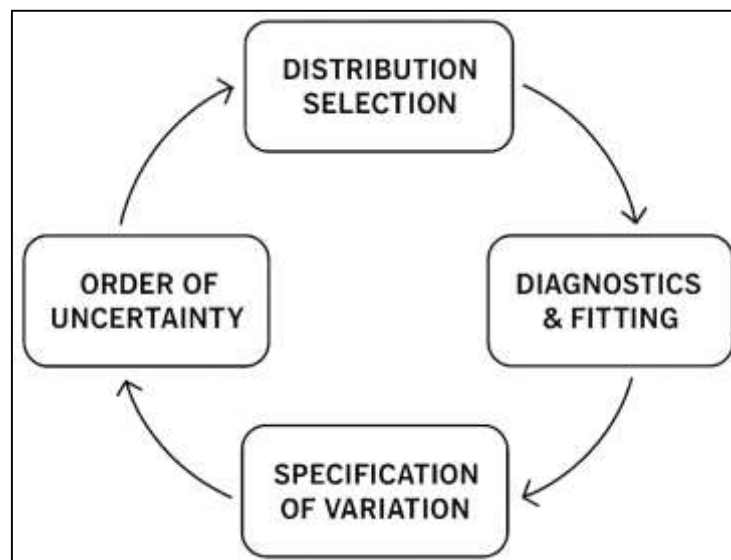 DISTRIBUTION
SELECTION
DIAGNOSTICS
& FITTING
SPECIFICATION
OF VARIATION
ORDER OF
UNCERTAINTY